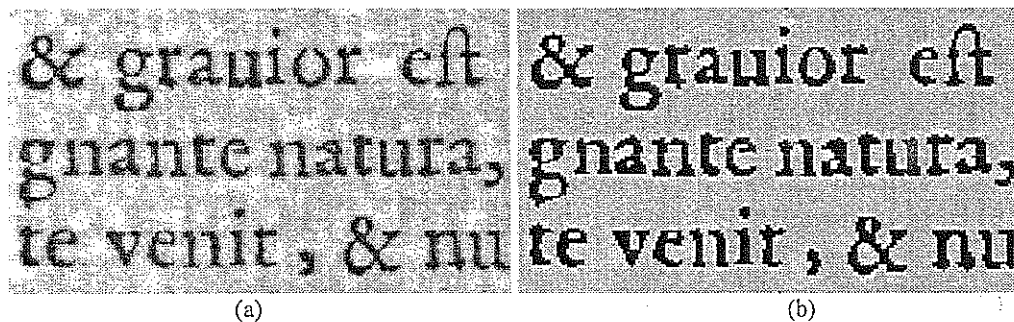 & grauior eſt & grauior eſt
gnante natura, gnante natura,
te venit, & nu te venit, & nu
(a) (b)